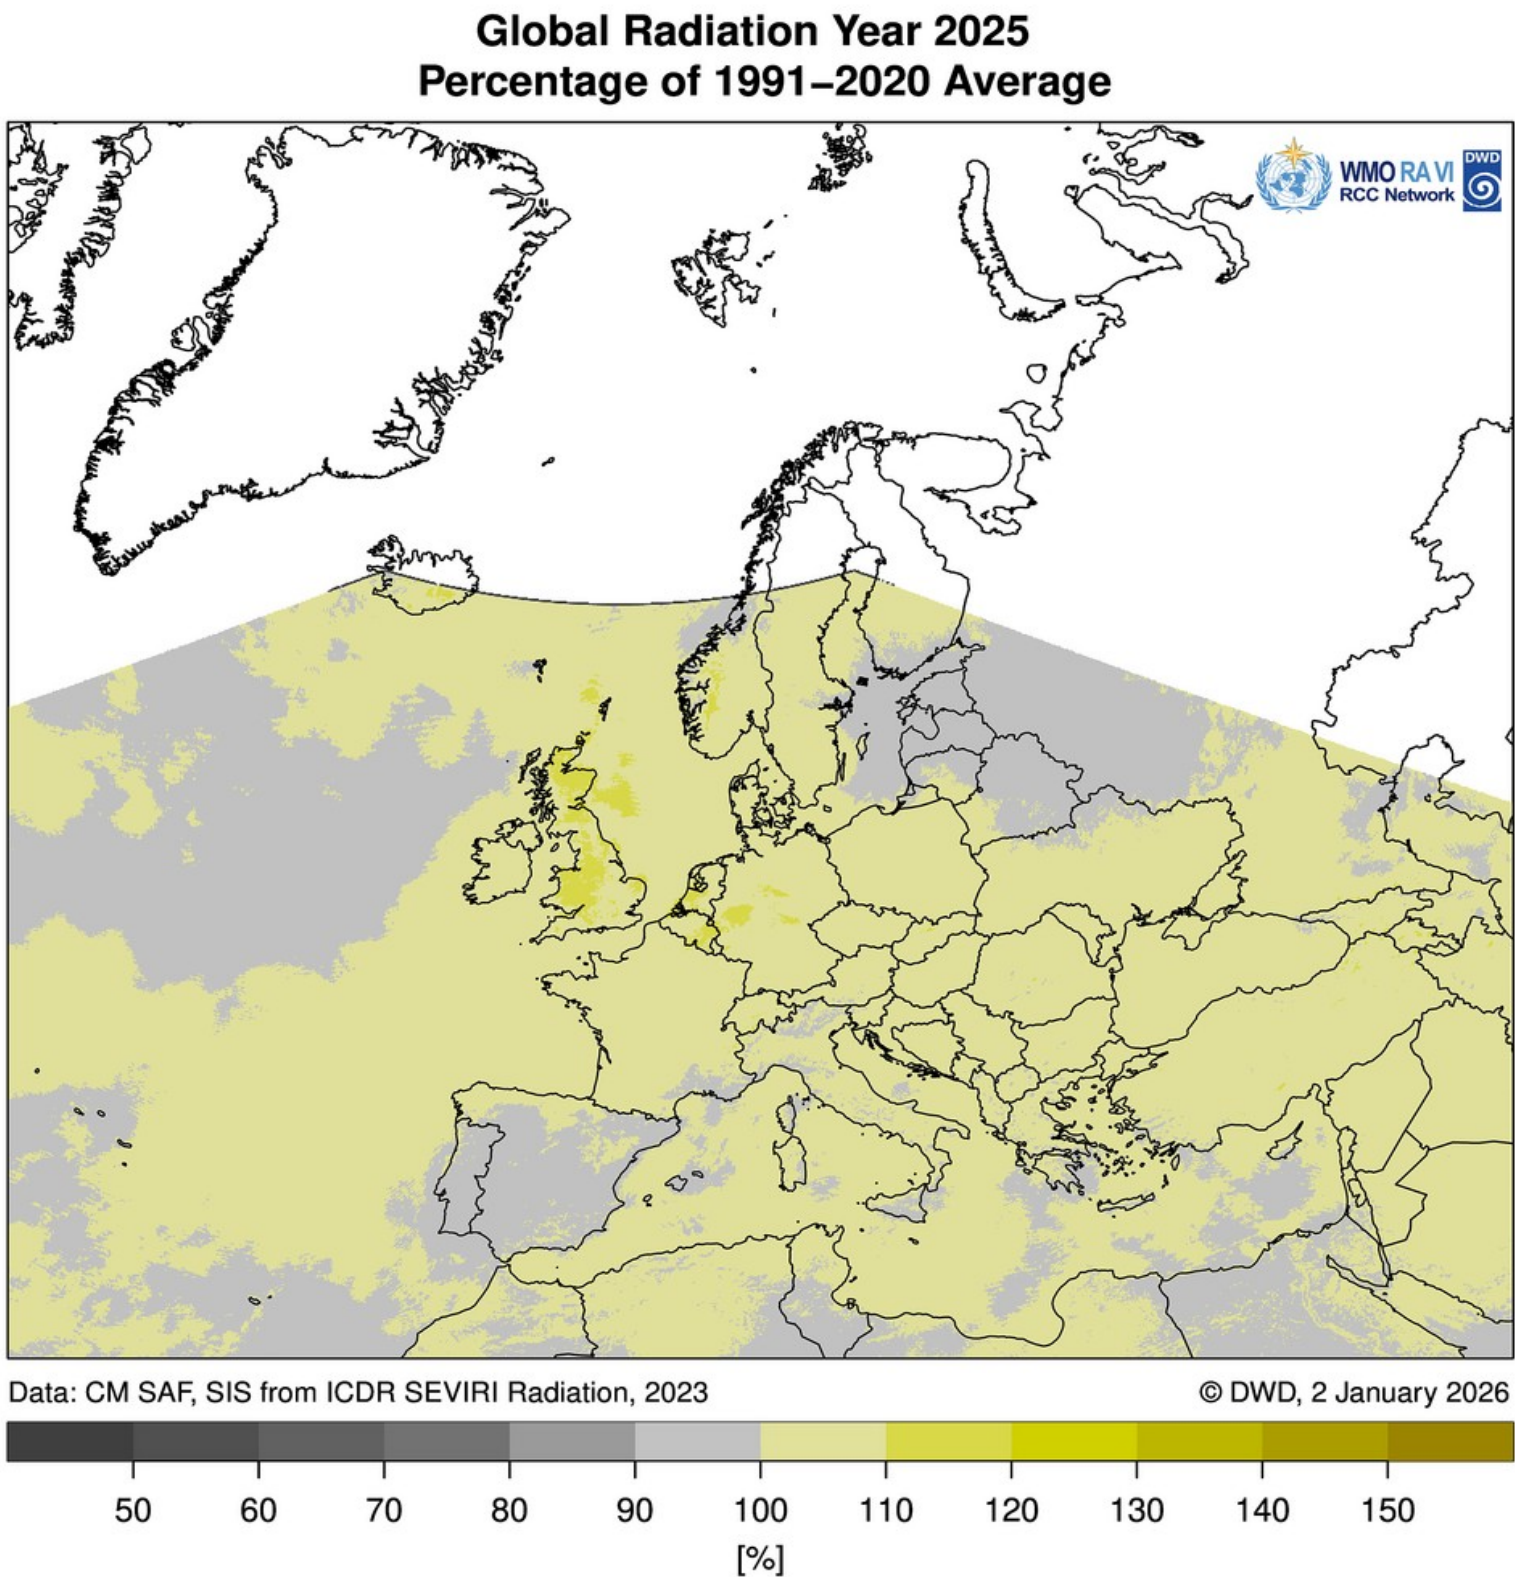 Global Radiation Year 2025
Percentage of 1991–2020 Average
WMO RA VI
RCC Network
DWD
Data: CM SAF, SIS from ICDR SEVIRI Radiation, 2023
© DWD, 2 January 2026
50 60 70 80 90 100 110 120 130 140 150
[%]